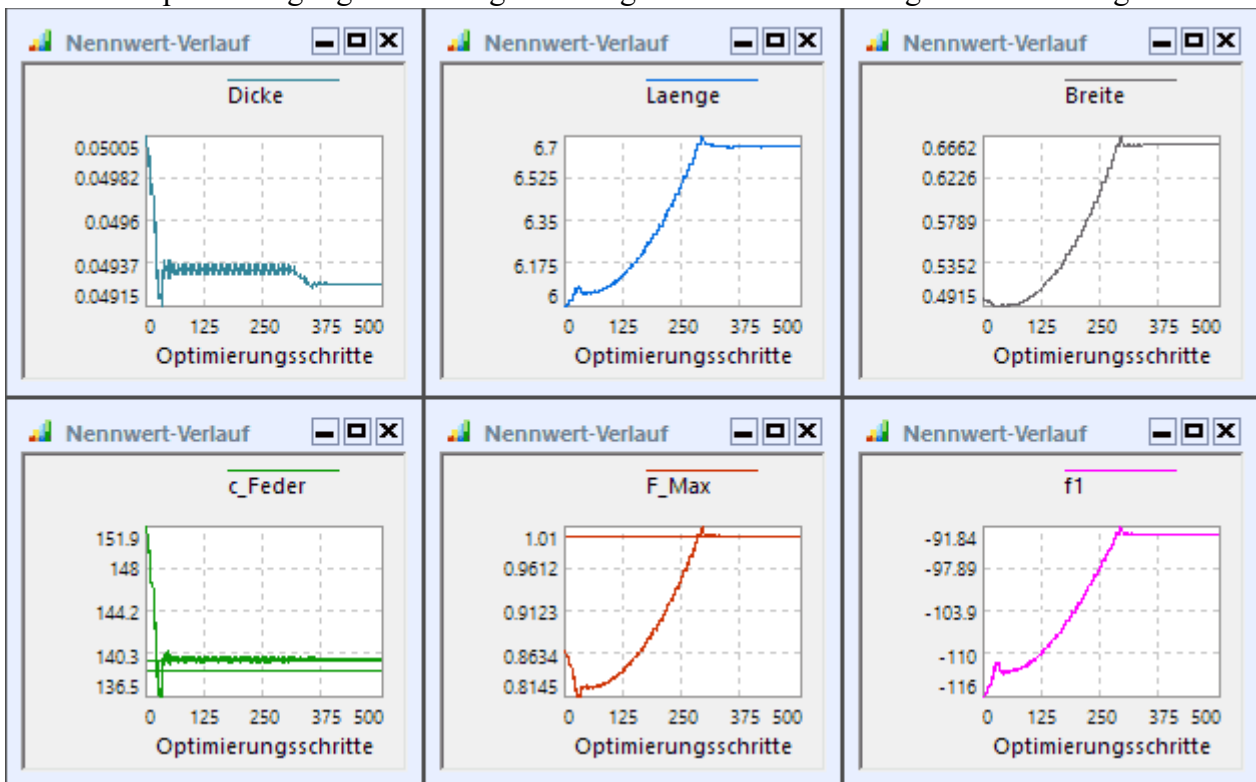 Nennwert-Verlauf
Dicke
0.05005
0.04982
0.0496
0.04937
0.04915
0 125 250 375 500
Optimierungsschritte
Nennwert-Verlauf
Laenge
6.7
6.525
6.35
6.175
6
0 125 250 375 500
Optimierungsschritte
Nennwert-Verlauf
Breite
0.6662
0.6226
0.5789
0.5352
0.4915
0 125 250 375 500
Optimierungsschritte
Nennwert-Verlauf
c_Feder
151.9
148
144.2
140.3
136.5
0 125 250 375 500
Optimierungsschritte
Nennwert-Verlauf
F_Max
1.01
0.9612
0.9123
0.8634
0.8145
0 125 250 375 500
Optimierungsschritte
Nennwert-Verlauf
f1
-91.84
-97.89
-103.9
-110
-116
0 125 250 375 500
Optimierungsschritte